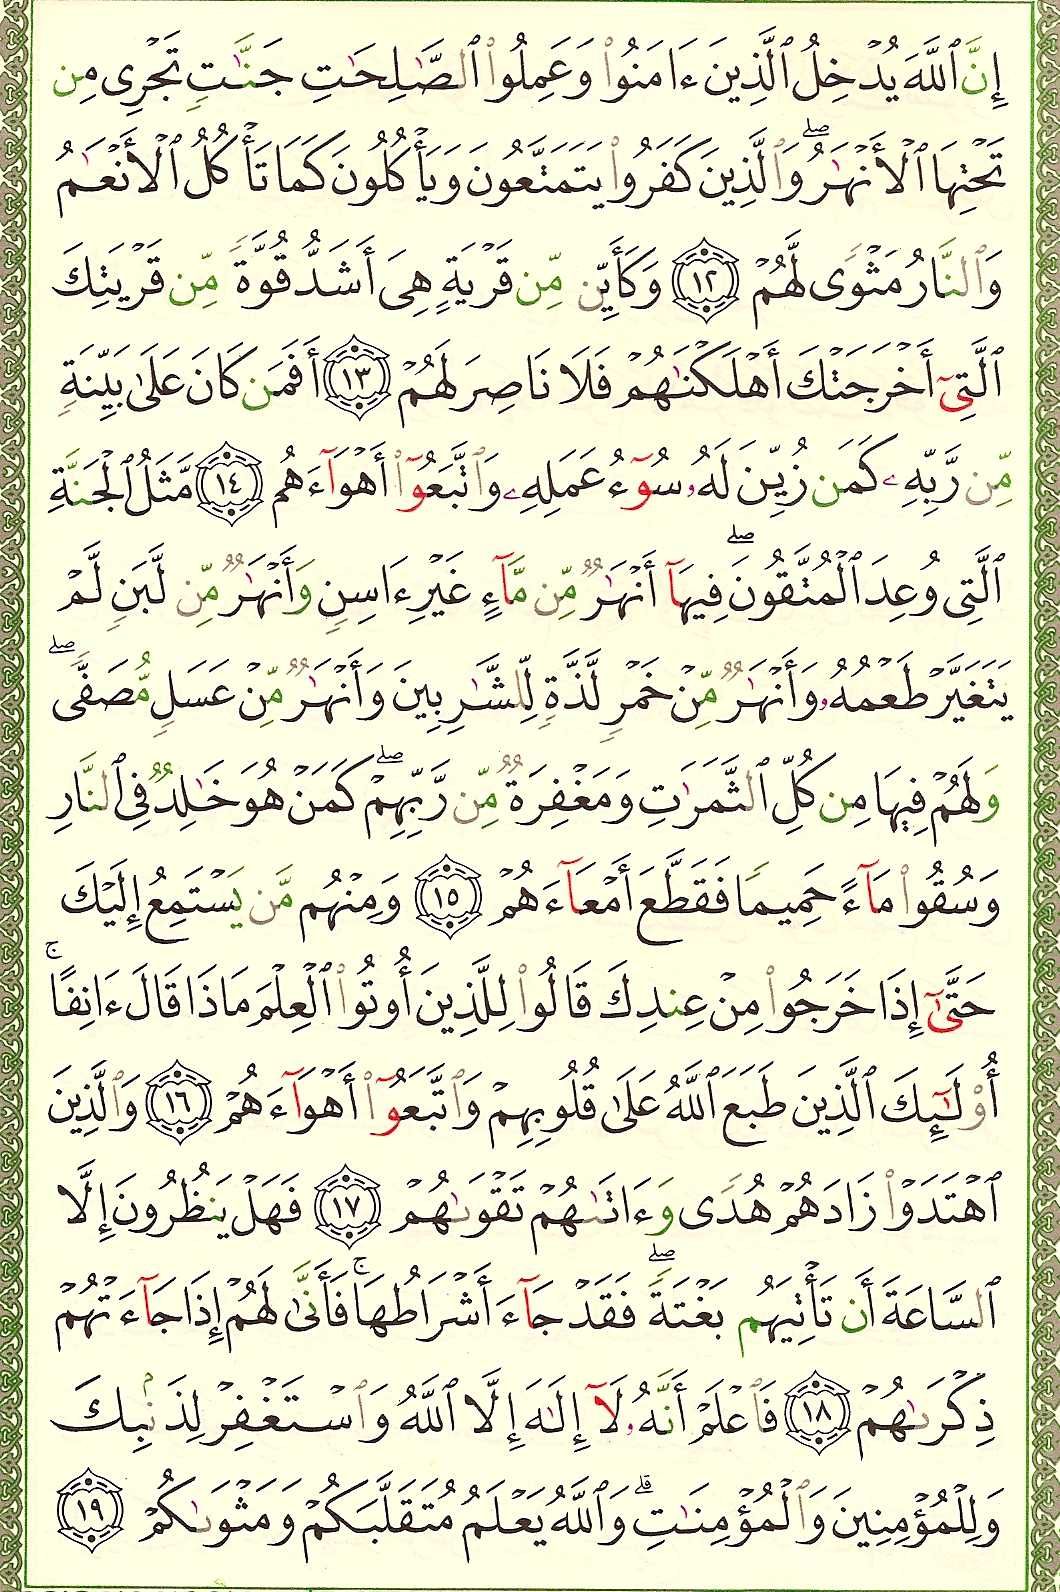 إِنَّ ٱللَّهَ يُدْخِلُ ٱلَّذِينَ ءَامَنُوا۟ وَعَمِلُوا۟ ٱلصَّـٰلِحَـٰتِ جَنَّـٰتٍ تَجْرِى مِن
تَحْتِهَا ٱلْأَنْهَـٰرُ ۖ وَٱلَّذِينَ كَفَرُوا۟ يَتَمَتَّعُونَ وَيَأْكُلُونَ كَمَا تَأْكُلُ ٱلْأَنْعَـٰمُ
وَٱلنَّارُ مَثْوًى لَّهُمْ ١٢ وَكَأَيِّن مِّن قَرْيَةٍ هِىَ أَشَدُّ قُوَّةً مِّن قَرْيَتِكَ
ٱلَّتِىٓ أَخْرَجَتْكَ أَهْلَكْنَـٰهُمْ فَلَا نَاصِرَ لَهُمْ ١٣ أَفَمَن كَانَ عَلَىٰ بَيِّنَةٍ
مِّن رَّبِّهِۦ كَمَن زُيِّنَ لَهُۥ سُوٓءُ عَمَلِهِۦ وَٱتَّبَعُوٓا۟ أَهْوَآءَهُم ١٤ مَّثَلُ ٱلْجَنَّةِ
ٱلَّتِى وُعِدَ ٱلْمُتَّقُونَ ۖ فِيهَآ أَنْهَـٰرٌ مِّن مَّآءٍ غَيْرِ ءَاسِنٍ وَأَنْهَـٰرٌ مِّن لَّبَنٍ لَّمْ
يَتَغَيَّرْ طَعْمُهُۥ وَأَنْهَـٰرٌ مِّنْ خَمْرٍ لَّذَّةٍ لِّلشَّـٰرِبِينَ وَأَنْهَـٰرٌ مِّنْ عَسَلٍ مُّصَفًّى ۖ
وَلَهُمْ فِيهَا مِن كُلِّ ٱلثَّمَرَٰتِ وَمَغْفِرَةٌ مِّن رَّبِّهِمْ ۖ كَمَنْ هُوَ خَـٰلِدٌ فِى ٱلنَّارِ
وَسُقُوا۟ مَآءً حَمِيمًا فَقَطَّعَ أَمْعَآءَهُمْ ١٥ وَمِنْهُم مَّن يَسْتَمِعُ إِلَيْكَ
حَتَّىٰٓ إِذَا خَرَجُوا۟ مِنْ عِندِكَ قَالُوا۟ لِلَّذِينَ أُوتُوا۟ ٱلْعِلْمَ مَاذَا قَالَ ءَانِفًا ۚ
أُو۟لَـٰٓئِكَ ٱلَّذِينَ طَبَعَ ٱللَّهُ عَلَىٰ قُلُوبِهِمْ وَٱتَّبَعُوٓا۟ أَهْوَآءَهُمْ ١٦ وَٱلَّذِينَ
ٱهْتَدَوْا۟ زَادَهُمْ هُدًى وَءَاتَىٰهُمْ تَقْوَىٰهُمْ ١٧ فَهَلْ يَنظُرُونَ إِلَّا
ٱلسَّاعَةَ أَن تَأْتِيَهُم بَغْتَةً ۖ فَقَدْ جَآءَ أَشْرَاطُهَا ۚ فَأَنَّىٰ لَهُمْ إِذَا جَآءَتْهُمْ
ذِكْرَىٰهُمْ ١٨ فَٱعْلَمْ أَنَّهُۥ لَآ إِلَـٰهَ إِلَّا ٱللَّهُ وَٱسْتَغْفِرْ لِذَنۢبِكَ
وَلِلْمُؤْمِنِينَ وَٱلْمُؤْمِنَـٰتِ ۗ وَٱللَّهُ يَعْلَمُ مُتَقَلَّبَكُمْ وَمَثْوَىٰكُمْ ١٩